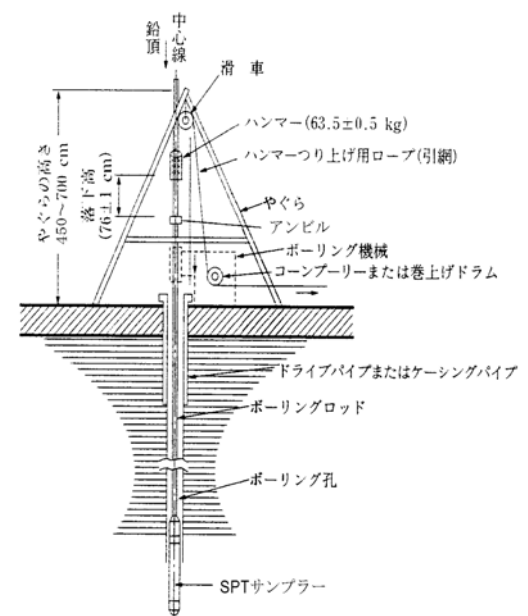 鉛頂
中心線
滑車
ハンマー(63.5±0.5 kg)
ハンマーつり上げ用ロープ(引網)
やぐらの高さ
450～700 cm
落下高
(76±1 cm)
やぐら
アンビル
ボーリング機械
コーンプーリーまたは巻上げドラム
ドライブパイプまたはケーシングパイプ
ボーリングロッド
ボーリング孔
SPTサンプラー